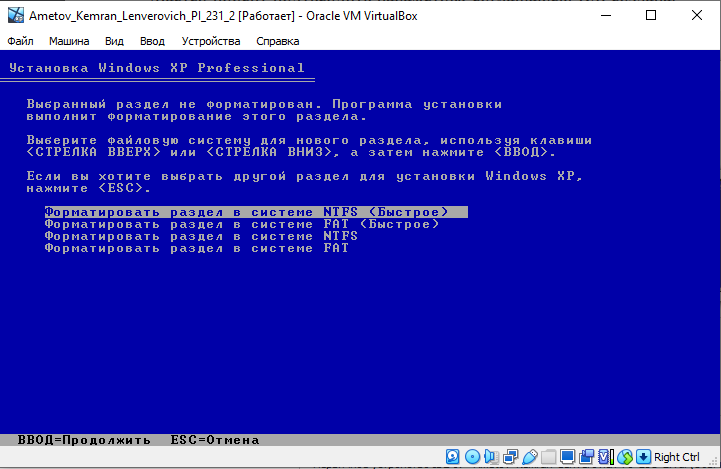 Ametov_Kemran_Lenverovich_PI_231_2 [Работает] - Oracle VM VirtualBox
Файл Машина Вид Ввод Устройства Справка
Установка Windows XP Professional
Выбранный раздел не форматирован. Программа установки
выполнит форматирование этого раздела.
Выберите файловую систему для нового раздела, используя клавиши
<СТРЕЛКА ВВЕРХ> или <СТРЕЛКА ВНИЗ>, а затем нажмите <ВВОД>.
Если вы хотите выбрать другой раздел для установки Windows XP,
нажмите <ESC>.
Форматировать раздел в системе NTFS (Быстрое)
Форматировать раздел в системе FAT (Быстрое)
Форматировать раздел в системе NTFS
Форматировать раздел в системе FAT
ВВОД=Продолжить ESC=Отмена
Right Ctrl